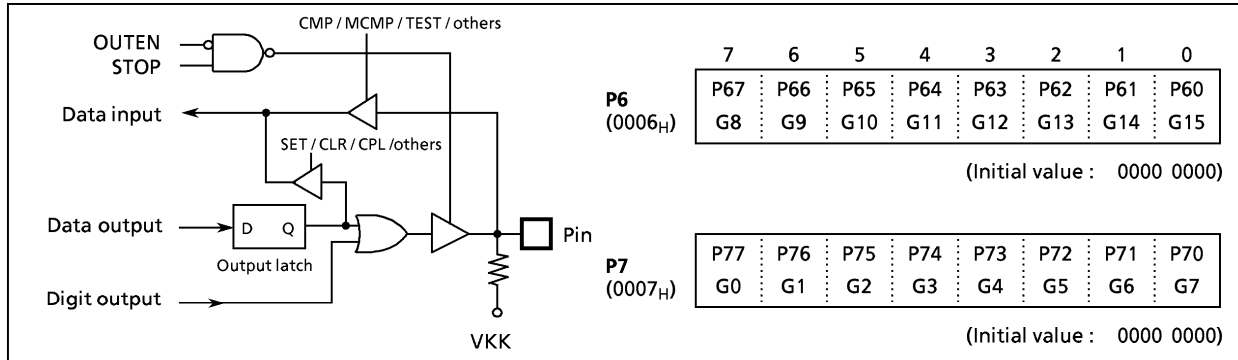 CMP / MCMP / TEST / others
OUTEN
STOP
Data input
SET / CLR / CPL /others
Data output
D Q
Output latch
Pin
Digit output
VKK
7 6 5 4 3 2 1 0
P6
(0006H)
P67 P66 P65 P64 P63 P62 P61 P60
G8 G9 G10 G11 G12 G13 G14 G15
(Initial value : 0000 0000)
P7
(0007H)
P77 P76 P75 P74 P73 P72 P71 P70
G0 G1 G2 G3 G4 G5 G6 G7
(Initial value : 0000 0000)